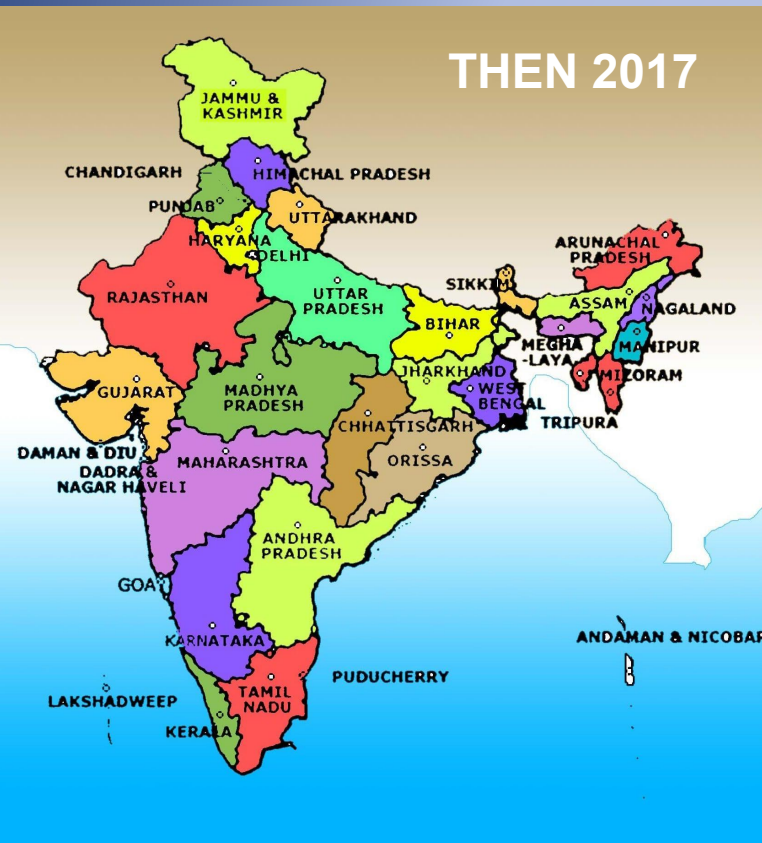 THEN 2017
JAMMU &
KASHMIR
CHANDIGARH
HIMACHAL PRADESH
PUNJAB
UTTARAKHAND
HARYANA
DELHI
ARUNACHAL
PRADESH
SIKKIM
RAJASTHAN
UTTAR
PRADESH
ASSAM
NAGALAND
BIHAR
MEGHA
-LAYA
MANIPUR
JHARKHAND
MIZORAM
GUJARAT
MADHYA
PRADESH
WEST
BENGAL
CHHATTISGARH
TRIPURA
DAMAN & DIU
DADRA &
NAGAR HAVELI
MAHARASHTRA
ORISSA
ANDHRA
PRADESH
GOA
KARNATAKA
ANDAMAN & NICOBAR
PUDUCHERRY
TAMIL
NADU
LAKSHADWEEP
KERALA